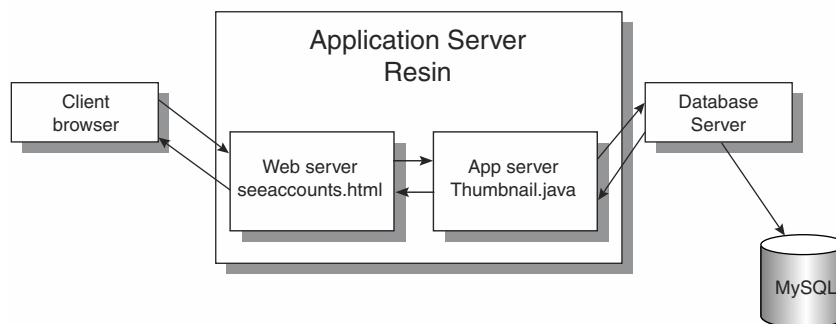 Application Server
Resin
Client
browser
Web server
seeaccounts.html
App server
Thumbnail.java
Database
Server
MySQL